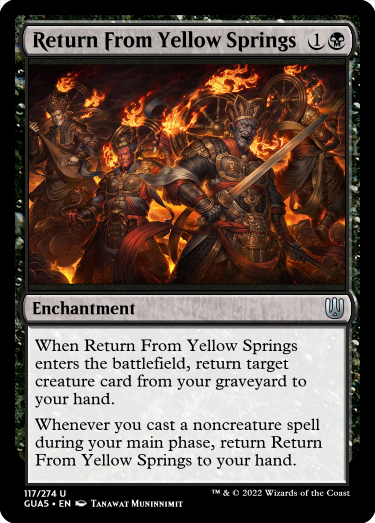 Return From Yellow Springs 1
Enchantment
When Return From Yellow Springs
enters the battlefield, return target
creature card from your graveyard to
your hand.
Whenever you cast a noncreature spell
during your main phase, return Return
From Yellow Springs to your hand.
117/274 U
GUA5 • EN Tanawat Muninnimit
™ & © 2022 Wizards of the Coast